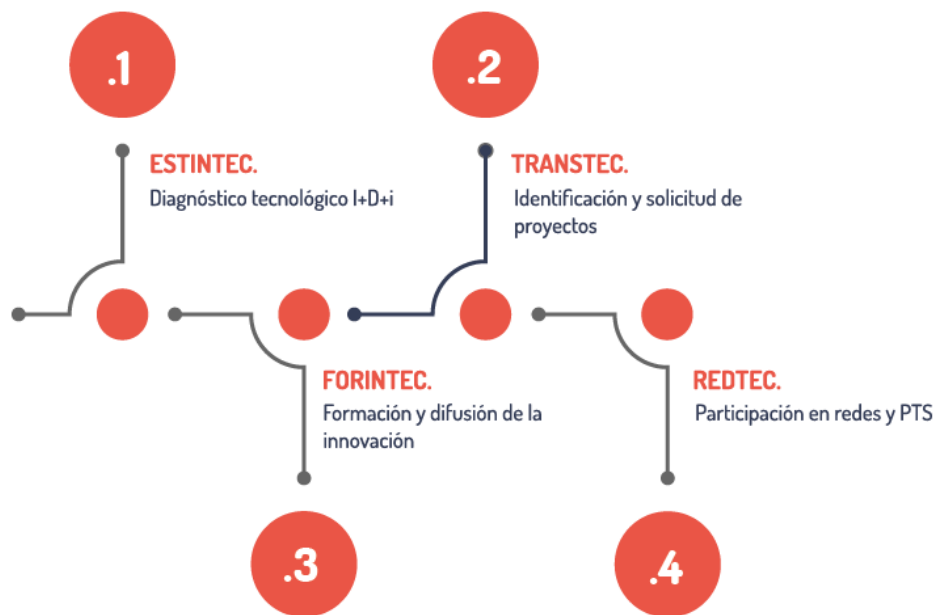 .1
ESTINTEC.
Diagnóstico tecnológico I+D+i
.2
TRANSTEC.
Identificación y solicitud de
proyectos
FORINTEC.
Formación y difusión de la
innovación
.3
REDTEC.
Participación en redes y PTS
.4